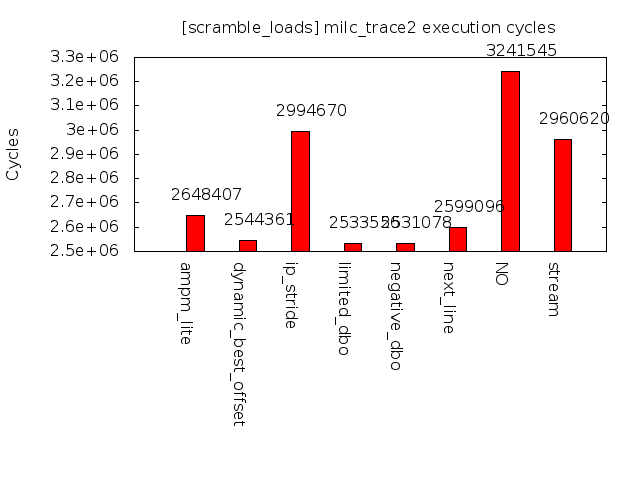 [scramble_loads] milc_trace2 execution cycles
Cycles
3.3e+06
3.2e+06
3.1e+06
3e+06
2.9e+06
2.8e+06
2.7e+06
2.6e+06
2.5e+06
2648407
2544361
2994670
2531078
2599096
3241545
2960620
ampm_lite
dynamic_best_offset
ip_stride
limited_dbo
negative_dbo
next_line
NO
stream